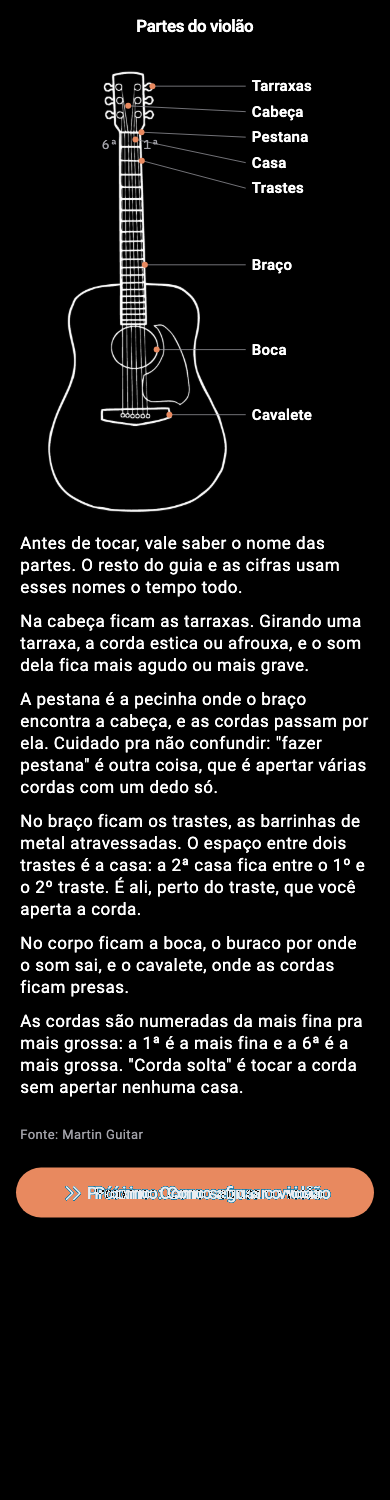 Partes do violão
Tarraxas
Cabeça
Pestana
6ª 1ª
Casa
Trastes
Braço
Boca
Cavalete
Antes de tocar, vale saber o nome das
partes. O resto do guia e as cifras usam
esses nomes o tempo todo.
Na cabeça ficam as tarraxas. Girando uma
tarraxa, a corda estica ou afrouxa, e o som
dela fica mais agudo ou mais grave.
A pestana é a pecinha onde o braço
encontra a cabeça, e as cordas passam por
ela. Cuidado pra não confundir: "fazer
pestana" é outra coisa, que é apertar várias
cordas com um dedo só.
No braço ficam os trastes, as barrinhas de
metal atravessadas. O espaço entre dois
trastes é a casa: a 2ª casa fica entre o 1º e
o 2º traste. É ali, perto do traste, que você
aperta a corda.
No corpo ficam a boca, o buraco por onde
o som sai, e o cavalete, onde as cordas
ficam presas.
As cordas são numeradas da mais fina pra
mais grossa: a 1ª é a mais fina e a 6ª é a
mais grossa. "Corda solta" é tocar a corda
sem apertar nenhuma casa.
Fonte: Martin Guitar